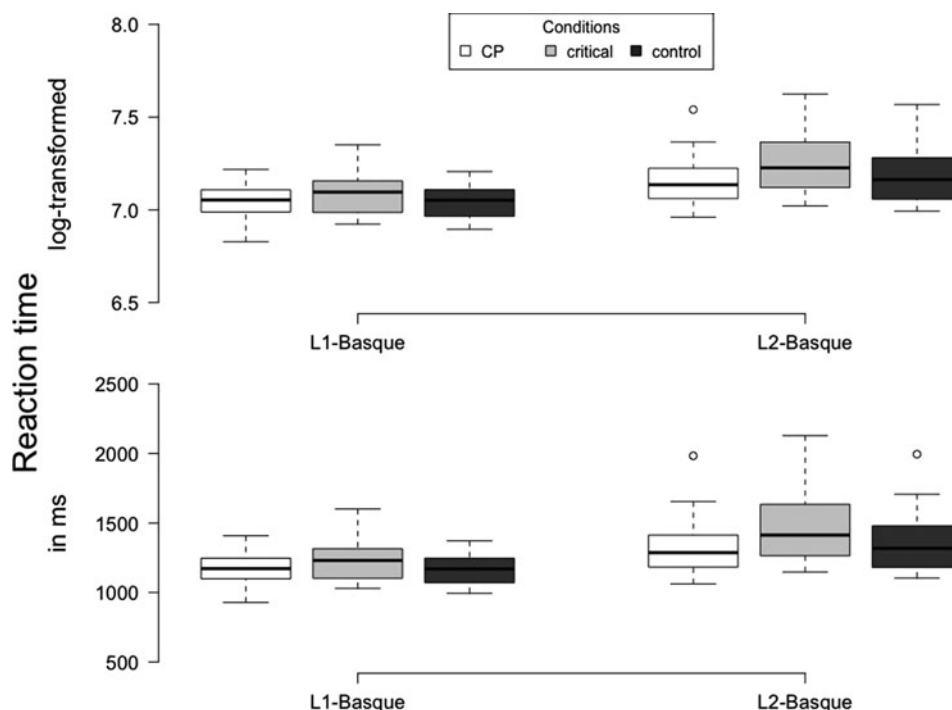 Conditions
CP critical control
Reaction time
log-transformed
8.0
7.5
7.0
6.5
L1-Basque L2-Basque
in ms
2500
2000
1500
1000
500
L1-Basque L2-Basque